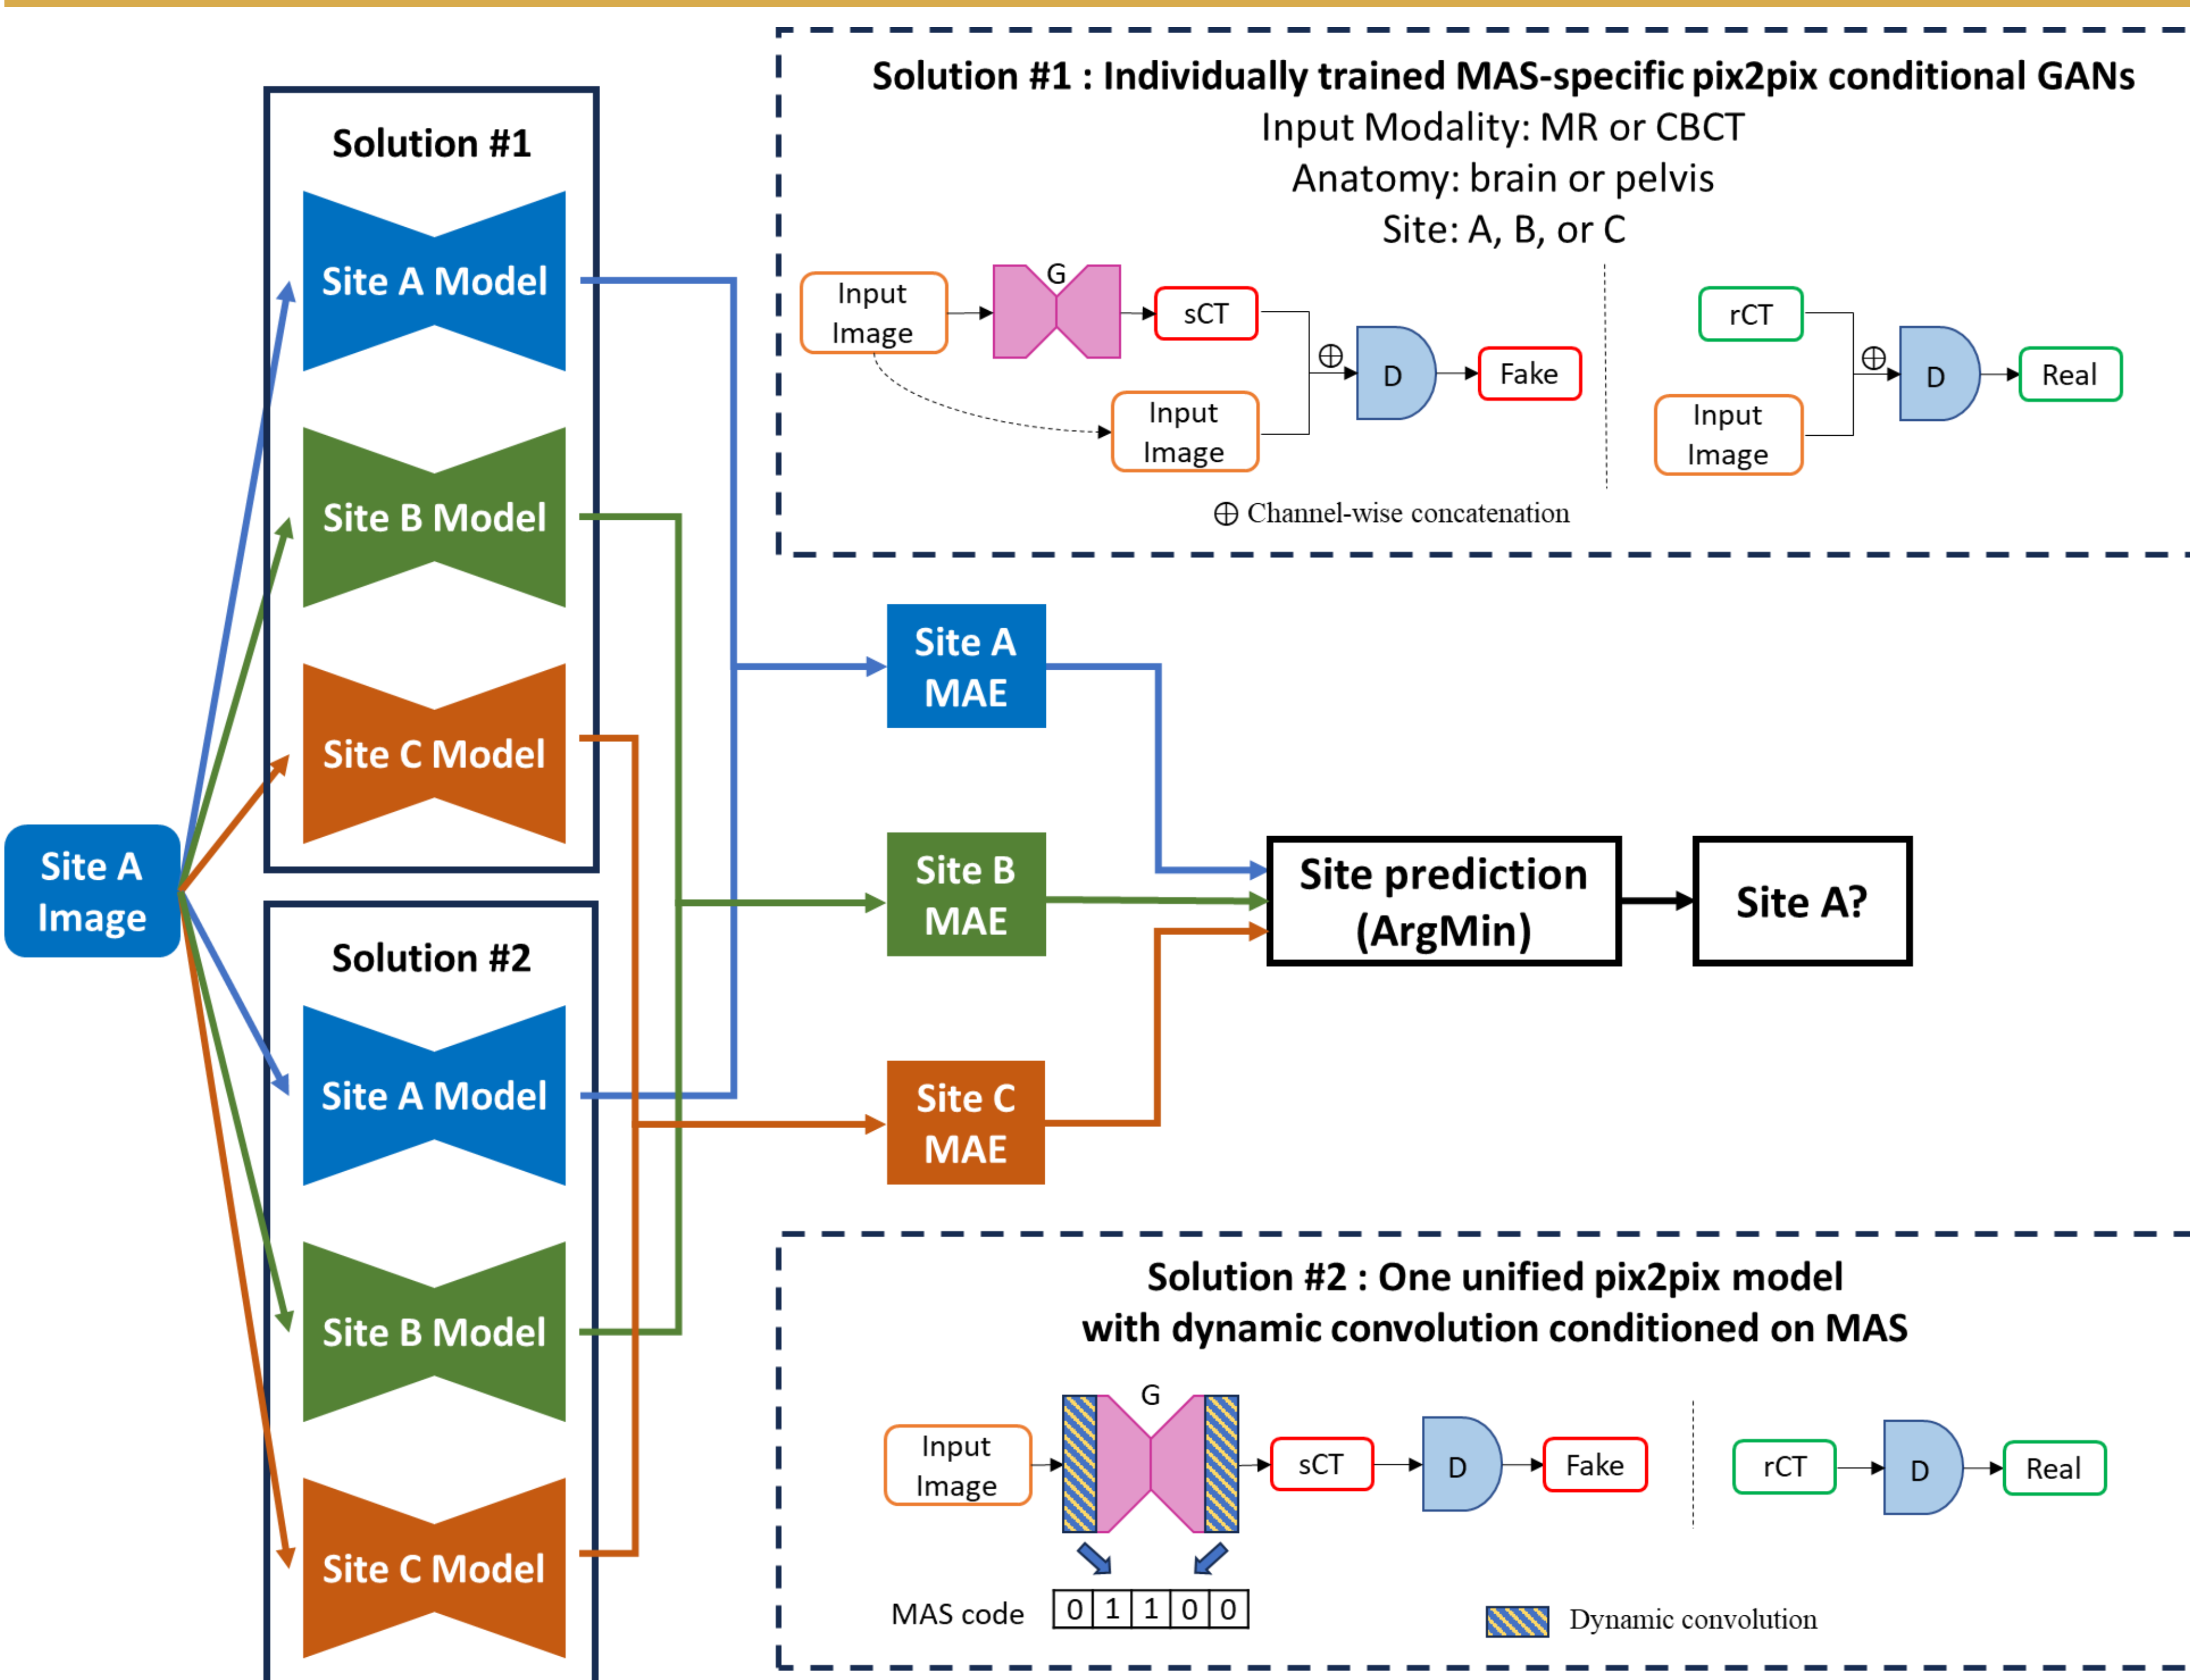 Solution #1
Site A Model
Site B Model
Site C Model
Site A
Image
Solution #2
Site A Model
Site B Model
Site C Model
Solution #1 : Individually trained MAS-specific pix2pix conditional GANs
Input Modality: MR or CBCT
Anatomy: brain or pelvis
Site: A, B, or C
Input
Image
G
sCT
Input
Image
⊕
D
Fake
rCT
Input
Image
⊕
D
Real
⊕ Channel-wise concatenation
Site A
MAE
Site B
MAE
Site C
MAE
Site prediction
(ArgMin)
Site A?
Solution #2 : One unified pix2pix model
with dynamic convolution conditioned on MAS
Input
Image
G
sCT
D
Fake
rCT
D
Real
MAS code 0 1 1 0 0
Dynamic convolution